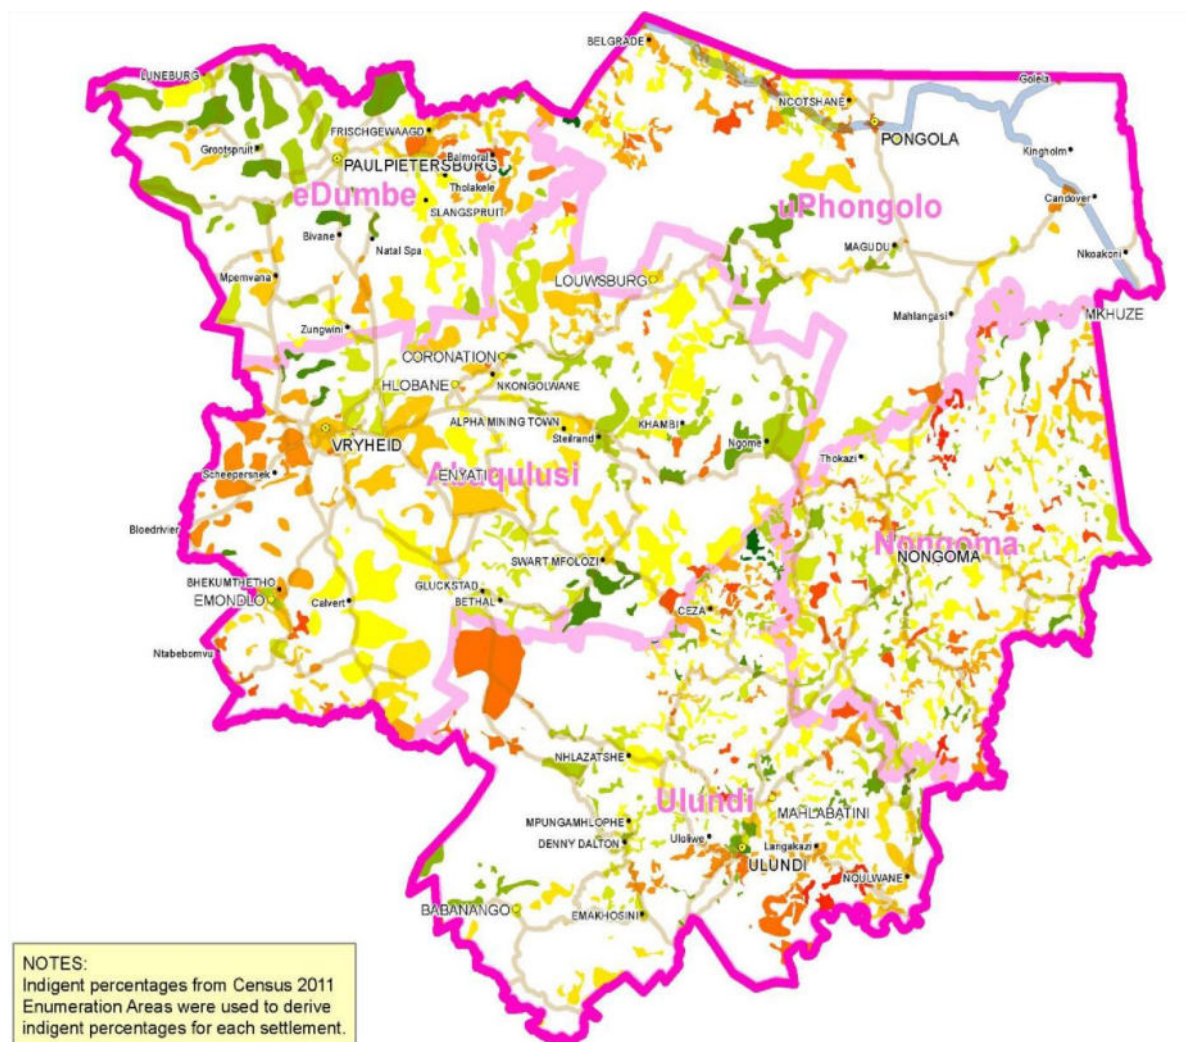 BELGRADE
LUNEBURG
Golela
NCOTSHANE
FRISCHGEWAAGD
PONGOLA
Grootspruit
Balmoral
Kingholm
PAULPIETERSBURG
Tholakele
eDumbe
uPhongolo
Candover
SLANGSPRUIT
Bivane
Natal Spa
MAGUDU
Nkoakoni
Mpemvana
LOUWSBURG
Mahlangasi
MKHUZE
Zungwini
CORONATION
NKONGOLWANE
HLOBANE
ALPHA MINING TOWN
KHAMBI
Steilrand
Ngome
VRYHEID
Thokazi
Scheepersnek
Abaqulusi
ENYATI
Bloedrivier
Nongoma
NONGOMA
SWART MFOLOZI
BHEKUMTHETHO
GLUCKSTAD
EMONDLO
Calvert
BETHAL
CEZA
Ntabebomvu
NHLAZATSHE
Ulundi
MAHLABATINI
MPUNGAMHLOPHE
DENNY DALTON
Uloliwe
Langakazi
ULUNDI
NQULWANE
BABANANGO
EMAKHOSINI
NOTES:
Indigent percentages from Census 2011
Enumeration Areas were used to derive
indigent percentages for each settlement.